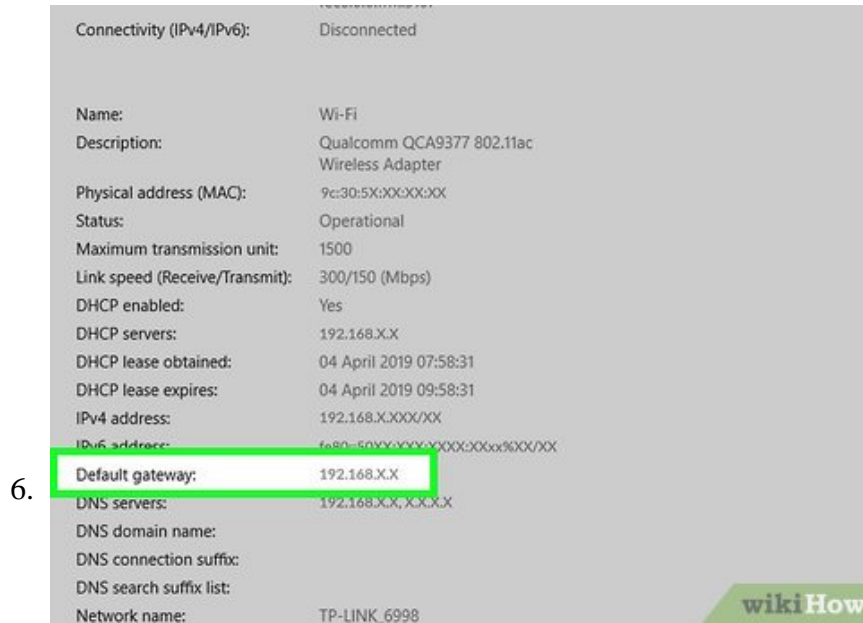 Connectivity (IPv4/IPv6): Disconnected
Name: Wi-Fi
Description: Qualcomm QCA9377 802.11ac
Wireless Adapter
Physical address (MAC): 9c:30:5X:XX:XX:XX
Status: Operational
Maximum transmission unit: 1500
Link speed (Receive/Transmit): 300/150 (Mbps)
DHCP enabled: Yes
DHCP servers: 192.168.X.X
DHCP lease obtained: 04 April 2019 07:58:31
DHCP lease expires: 04 April 2019 09:58:31
IPv4 address: 192.168.X.XXX/XX
IPv6 address:
6. Default gateway: 192.168.X.X
DNS servers: 192.168.X.X, X.X.X.X
DNS domain name:
DNS connection suffix:
DNS search suffix list:
Network name: TP-LINK_6998
wikiHow